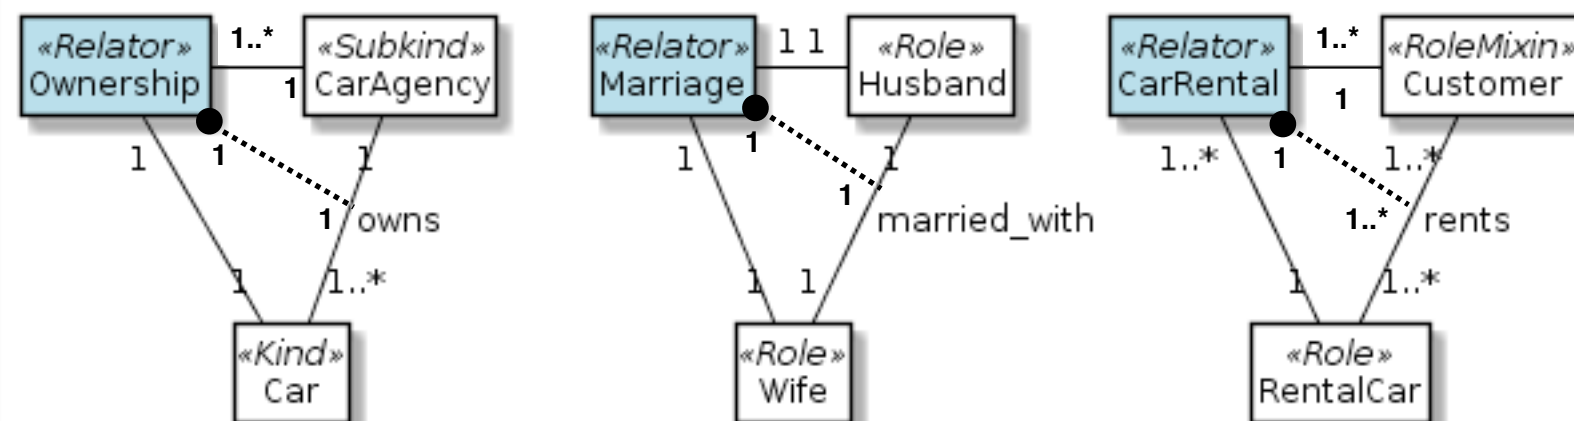 «Relator»
Ownership
1..*
1
«Subkind»
CarAgency
1
1
1
1
owns
1
1..*
«Kind»
Car
«Relator»
Marriage
1 1
«Role»
Husband
1
1
1
1
married_with
1
1
«Role»
Wife
«Relator»
CarRental
1..*
1
«RoleMixin»
Customer
1..*
1
1..*
1..*
rents
1
1..*
«Role»
RentalCar